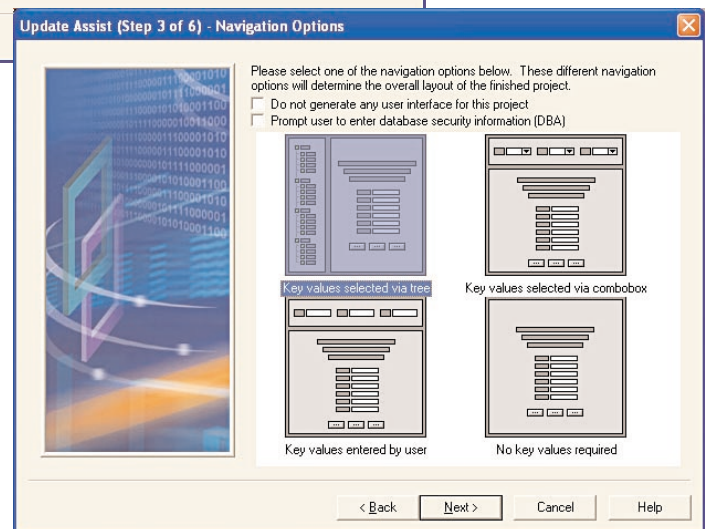 Update Assist (Step 3 of 6) - Navigation Options
Please select one of the navigation options below. These different navigation
options will determine the overall layout of the finished project.
Do not generate any user interface for this project
Prompt user to enter database security information (DBA)
Key values selected via tree
Key values selected via combobox
Key values entered by user
No key values required
< Back
Next >
Cancel
Help